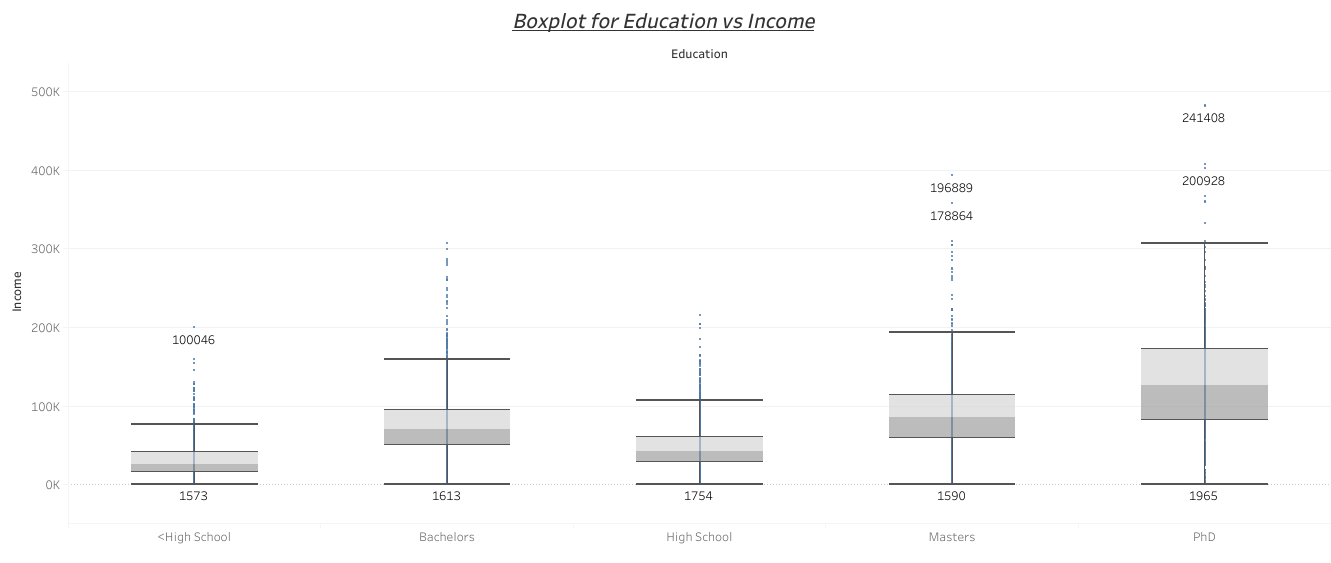 Boxplot for Education vs Income
Education
500K
400K
300K
200K
100K
0K
Income
241408
200928
196889
178864
100046
1573
1613
1754
1590
1965
<High School
Bachelors
High School
Masters
PhD